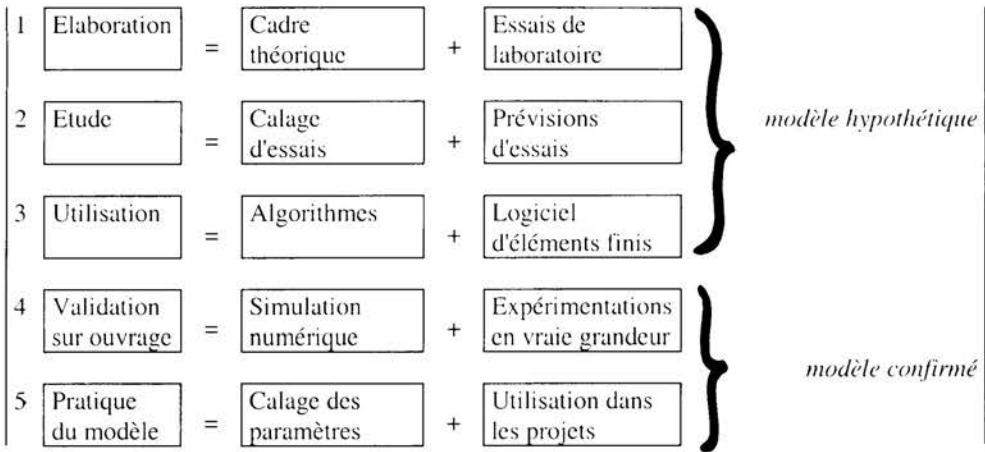 1 Elaboration = Cadre théorique + Essais de laboratoire
2 Etude = Calage d'essais + Prévisions d'essais
modèle hypothétique
3 Utilisation = Algorithmes + Logiciel d'éléments finis
4 Validation sur ouvrage = Simulation numérique + Expérimentations en vraie grandeur
modèle confirmé
5 Pratique du modèle = Calage des paramètres + Utilisation dans les projets